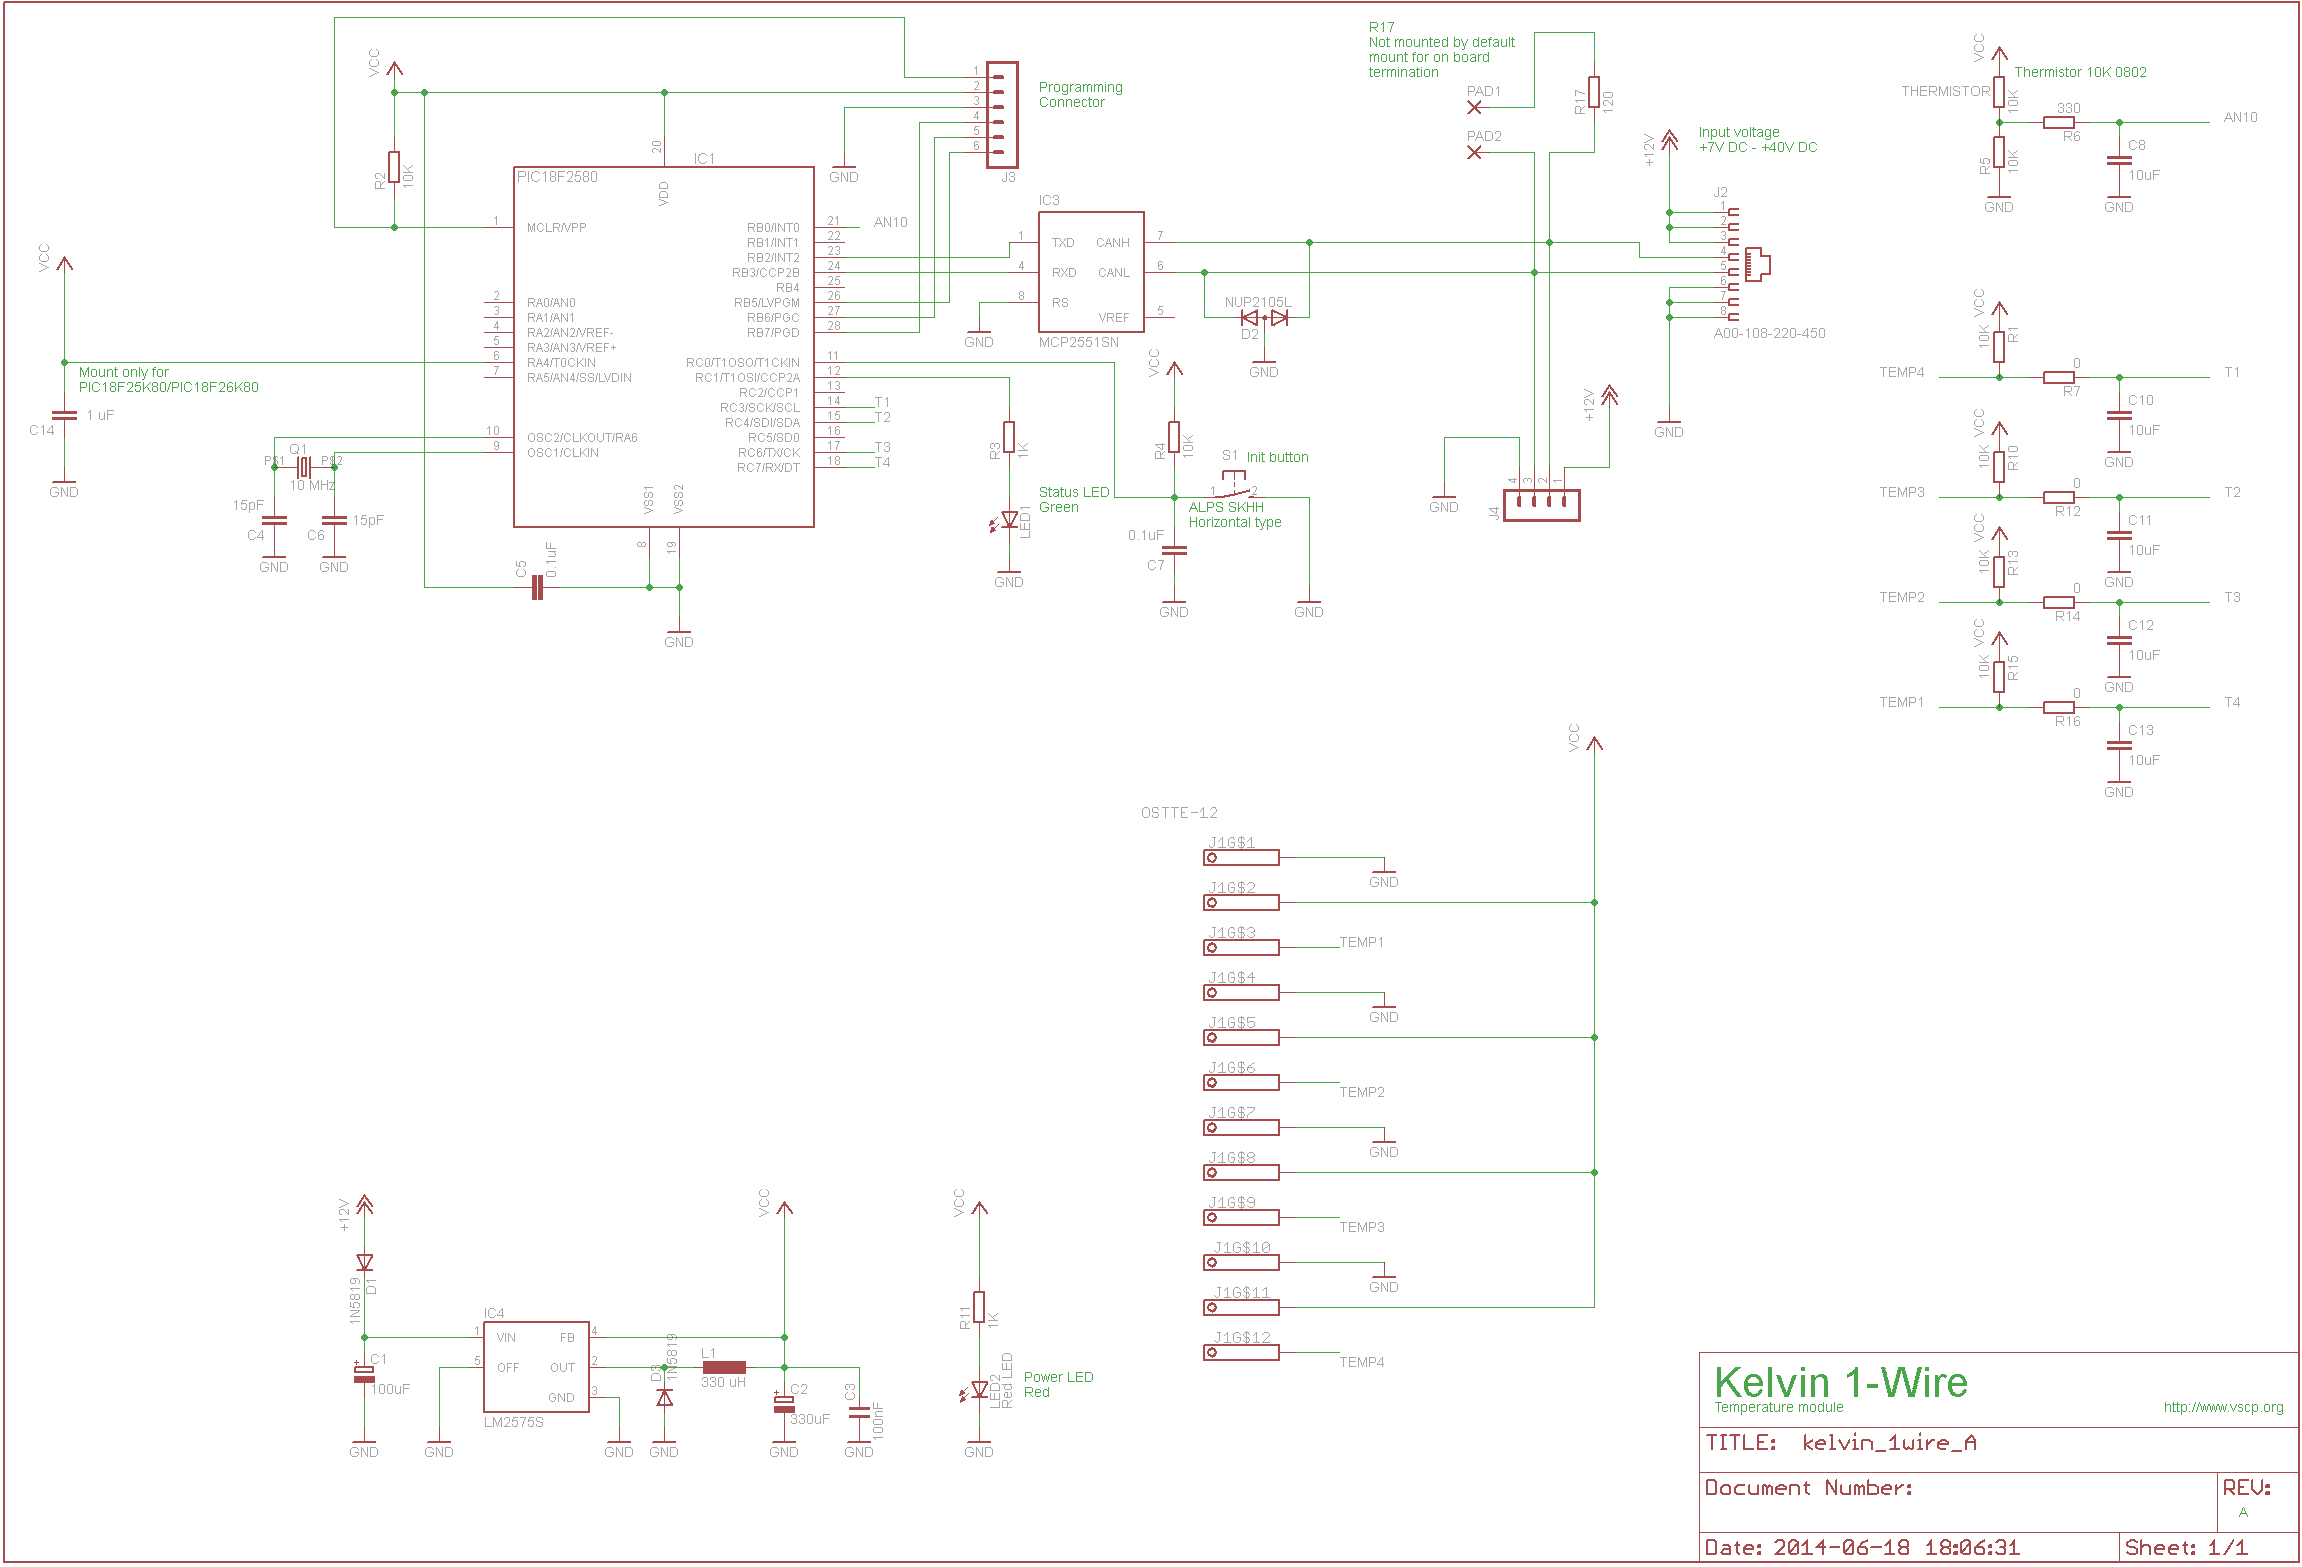 VCC
R2
10K
1
2
3
4
5
6
J3
Programming
Connector
GND
20
VDD
IC1
PIC18F2580
1
MCLR/VPP
2
RA0/AN0
3
RA1/AN1
4
RA2/AN2/VREF-
5
RA3/AN3/VREF+
6
RA4/T0CKIN
7
RA5/AN4/SS/LVDIN
10
OSC2/CLKOUT/RA6
9
OSC1/CLKIN
RB0/INT0
21
AN10
RB1/INT1
22
RB2/INT2
23
RB3/CCP2B
24
RB4
25
RB5/LVPGM
26
RB6/PGC
27
RB7/PGD
28
RC0/T1OSO/T1CKIN
11
RC1/T1OSI/CCP2A
12
RC2/CCP1
13
RC3/SCK/SCL
14
T1
RC4/SDI/SDA
15
T2
RC5/SD0
16
RC6/TX/CK
17
T3
RC7/RX/DT
18
T4
VSS1
VSS2
8
19
C5
0.1uF
GND
VCC
Mount only for
PIC18F25K80/PIC18F26K80
1 uF
C14
GND
Q1
PS1
PS2
10 MHz
15pF
C4
GND
15pF
C6
GND
IC3
1
TXD
4
RXD
8
RS
CANH
7
CANL
6
VREF
5
MCP2551SN
GND
NUP2105L
D2
GND
R3
1K
Status LED
Green
LED1
GND
VCC
R4
10K
S1
Init button
1
2
ALPS SKHH
Horizontal type
0.1uF
C7
GND
GND
R17
Not mounted by default
mount for on board
termination
PAD1
PAD2
R17
120
+12V
Input voltage
+7V DC - +40V DC
J2
1
2
3
4
5
6
7
8
A00-108-220-450
GND
+12V
GND
4
3
2
1
J4
VCC
Thermistor 10K 0802
THERMISTOR
10K
330
R6
AN10
R5
10K
C8
10uF
GND
GND
VCC
10K
R1
TEMP4
0
R7
T1
C10
10uF
GND
VCC
10K
R10
TEMP3
0
R12
T2
C11
10uF
GND
VCC
10K
R13
TEMP2
0
R14
T3
C12
10uF
GND
VCC
10K
R15
TEMP1
0
R16
T4
C13
10uF
GND
VCC
OSTTE-12
J1G$1
GND
J1G$2
J1G$3
TEMP1
J1G$4
GND
J1G$5
J1G$6
TEMP2
J1G$7
GND
J1G$8
J1G$9
TEMP3
J1G$10
GND
J1G$11
J1G$12
TEMP4
+12V
1N5819
D1
C1
100uF
GND
IC4
1
VIN
5
OFF
FB
4
OUT
2
GND
3
LM2575S
GND
GND
D3
1N5819
GND
L1
330 uH
VCC
C2
330uF
GND
C3
100nF
GND
VCC
R11
1K
LED2
Red LED
Power LED
Red
GND
Kelvin 1-Wire
Temperature module
http://www.vscp.org
TITLE: kelvin_1wire_A
Document Number:
REV:
A
Date: 2014-06-18 18:06:31
Sheet: 1/1